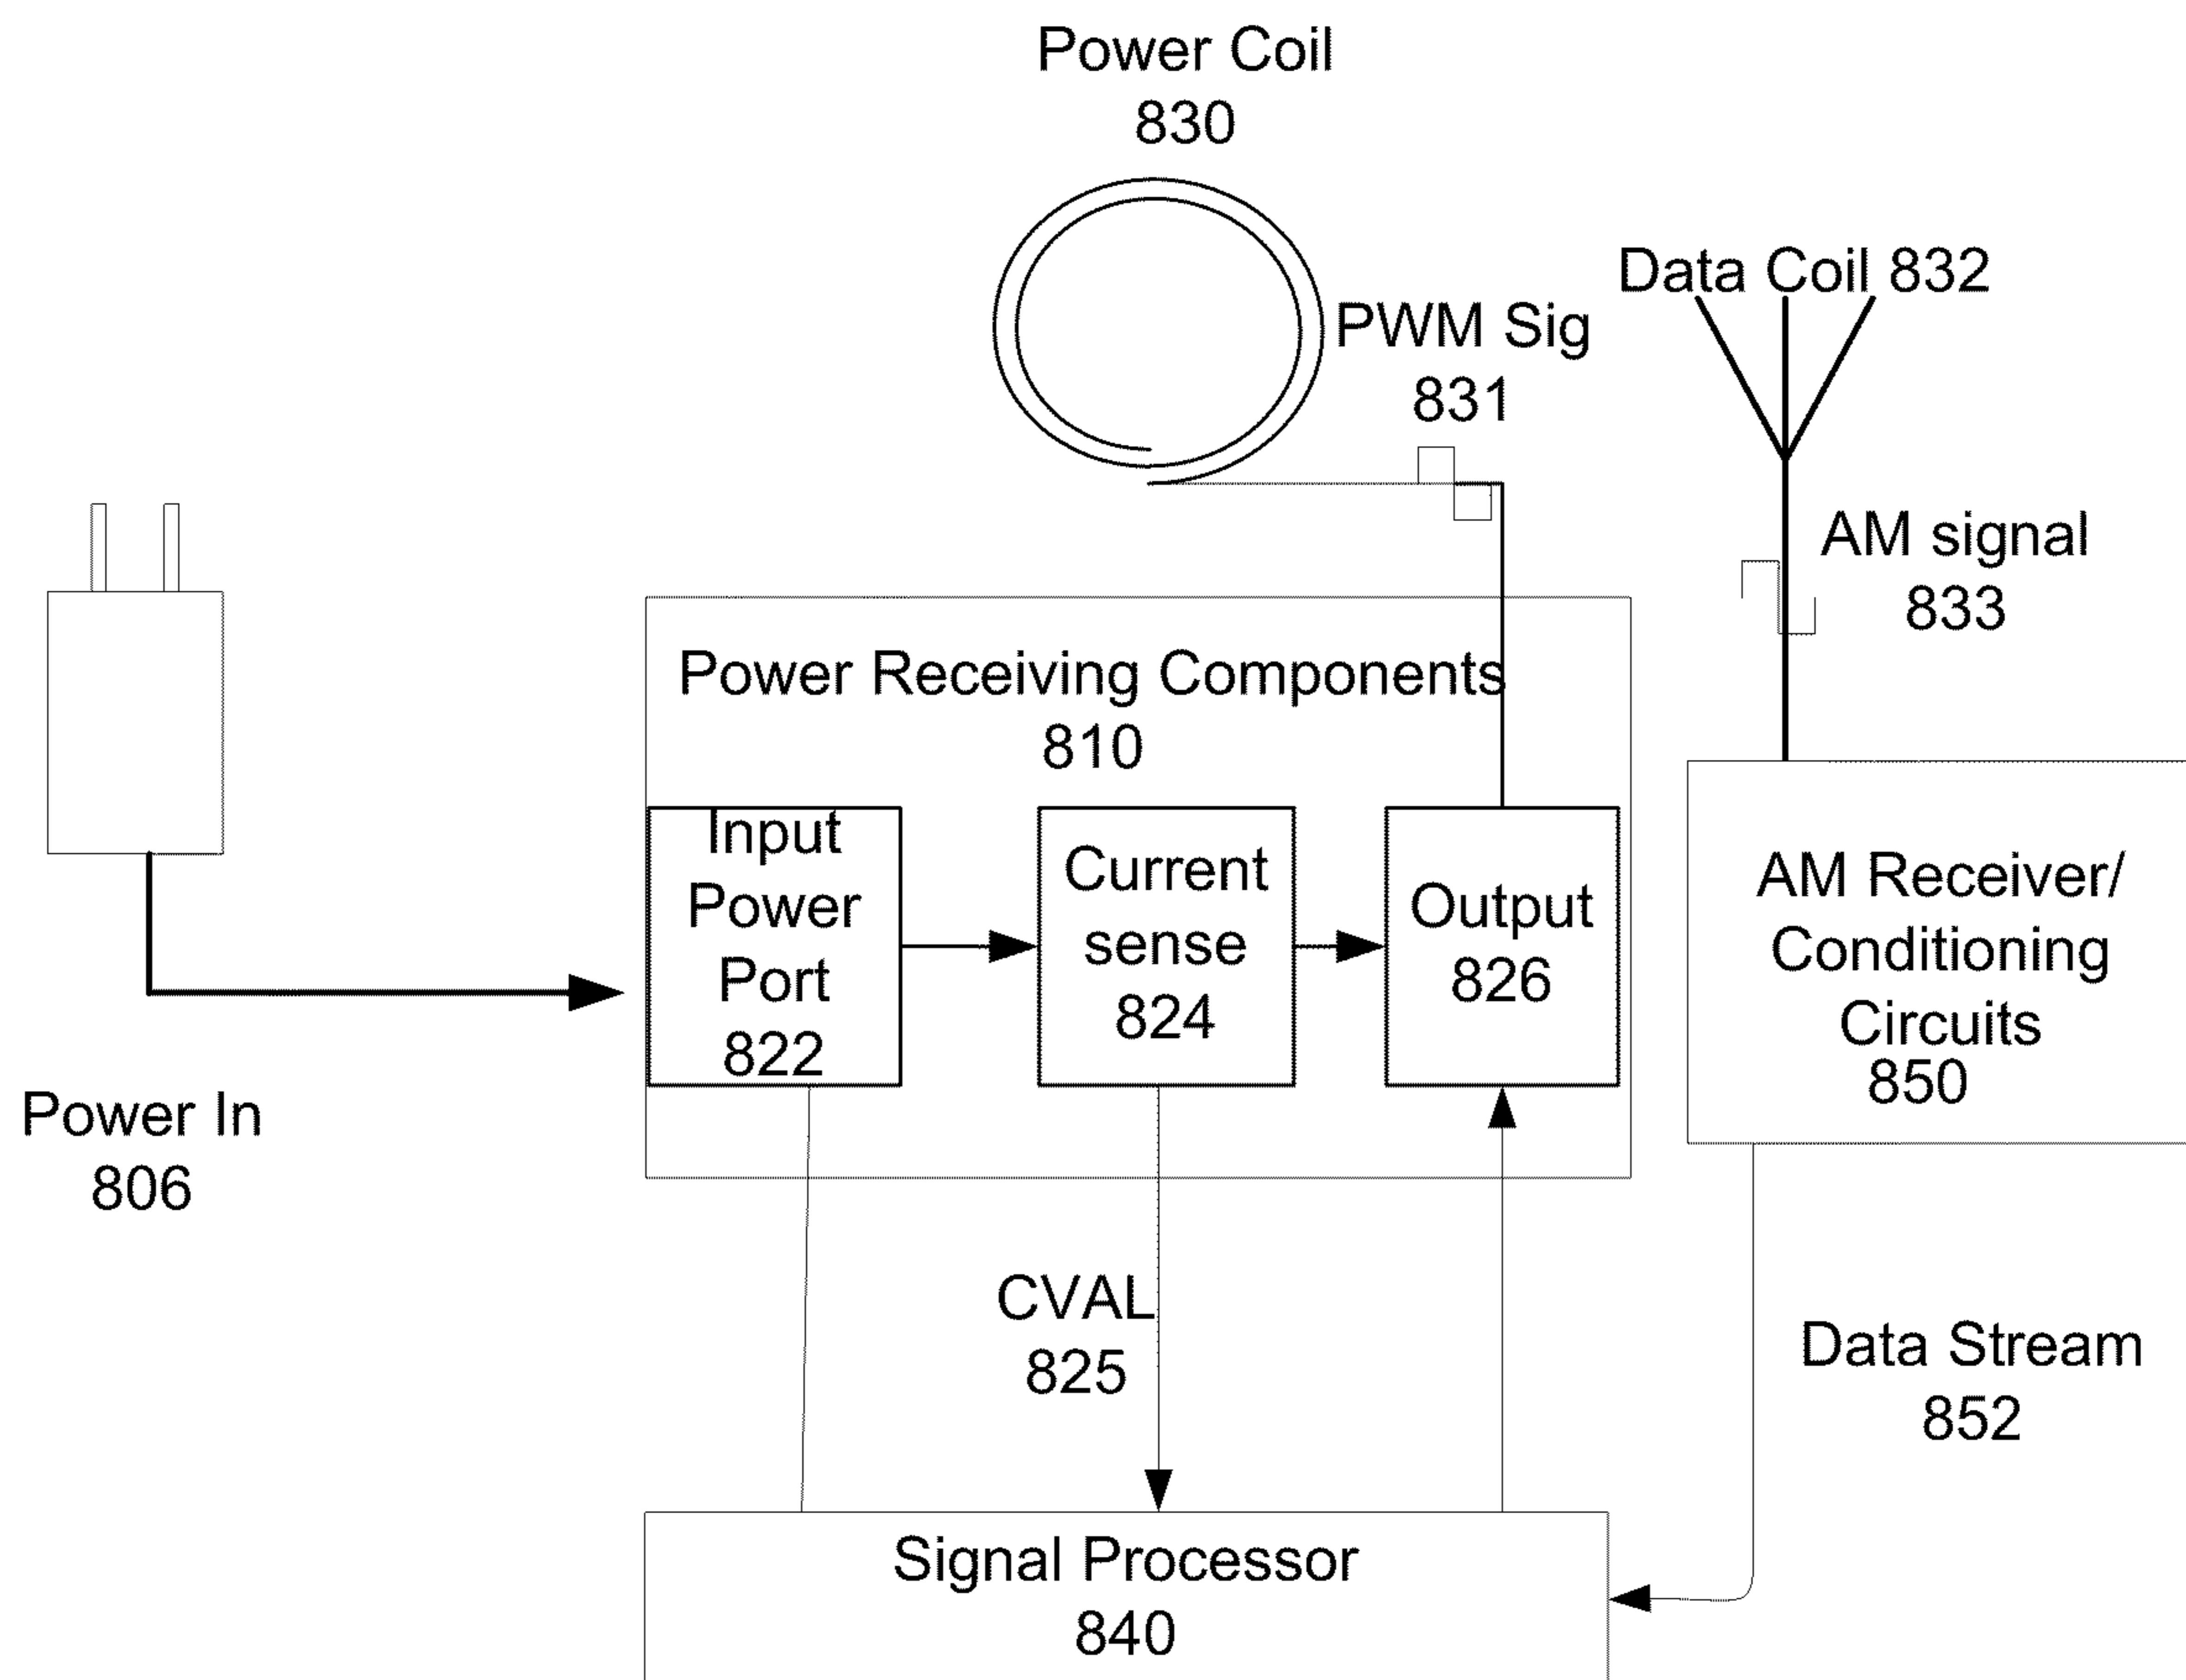 Power Coil
830
Data Coil 832
PWM Sig
831
AM signal
833
Power Receiving Components
810
Input
Power
Port
822
Current
sense
824
Output
826
AM Receiver/
Conditioning
Circuits
850
Power In
806
CVAL
825
Data Stream
852
Signal Processor
840